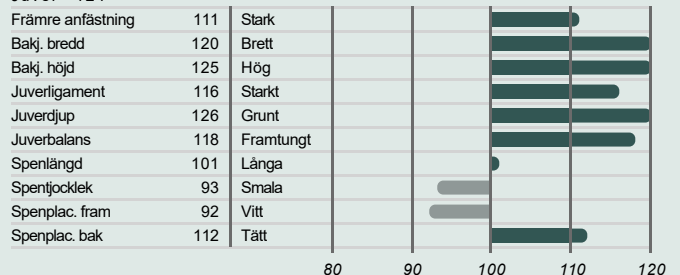 Främre anfästning 111 Stark
Bakj. bredd 120 Brett
Bakj. höjd 125 Hög
Juverligament 116 Starkt
Juverdjup 126 Grunt
Juverbalans 118 Framtungt
Spenlängd 101 Långa
Spentjocklek 93 Smala
Spenplac. fram 92 Vitt
Spenplac. bak 112 Tätt
80 90 100 110 120